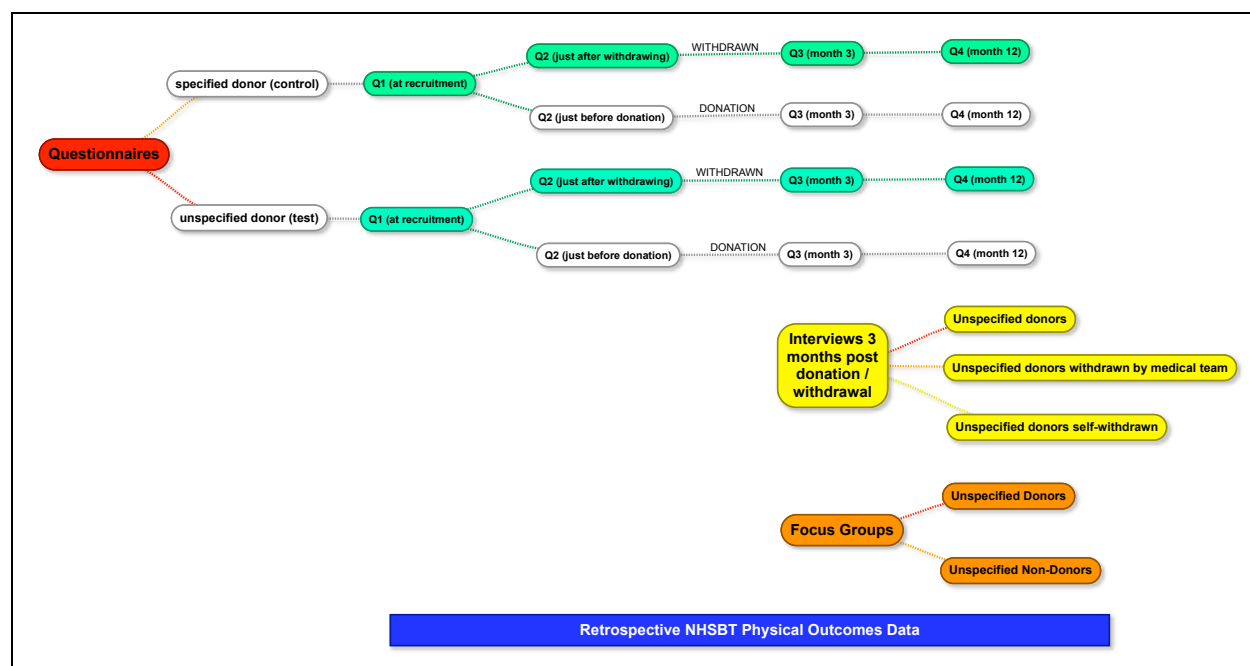 WITHDRAWN
Q2 (just after withdrawing)
Q3 (month 3)
Q4 (month 12)
specified donor (control)
Q1 (at recruitment)
DONATION
Q2 (just before donation)
Q3 (month 3)
Q4 (month 12)
Questionnaires
WITHDRAWN
Q2 (just after withdrawing)
Q3 (month 3)
Q4 (month 12)
unspecified donor (test)
Q1 (at recruitment)
DONATION
Q2 (just before donation)
Q3 (month 3)
Q4 (month 12)
Interviews 3
months post
donation /
withdrawal
Unspecified donors
Unspecified donors withdrawn by medical team
Unspecified donors self-withdrawn
Focus Groups
Unspecified Donors
Unspecified Non-Donors
Retrospective NHSBT Physical Outcomes Data